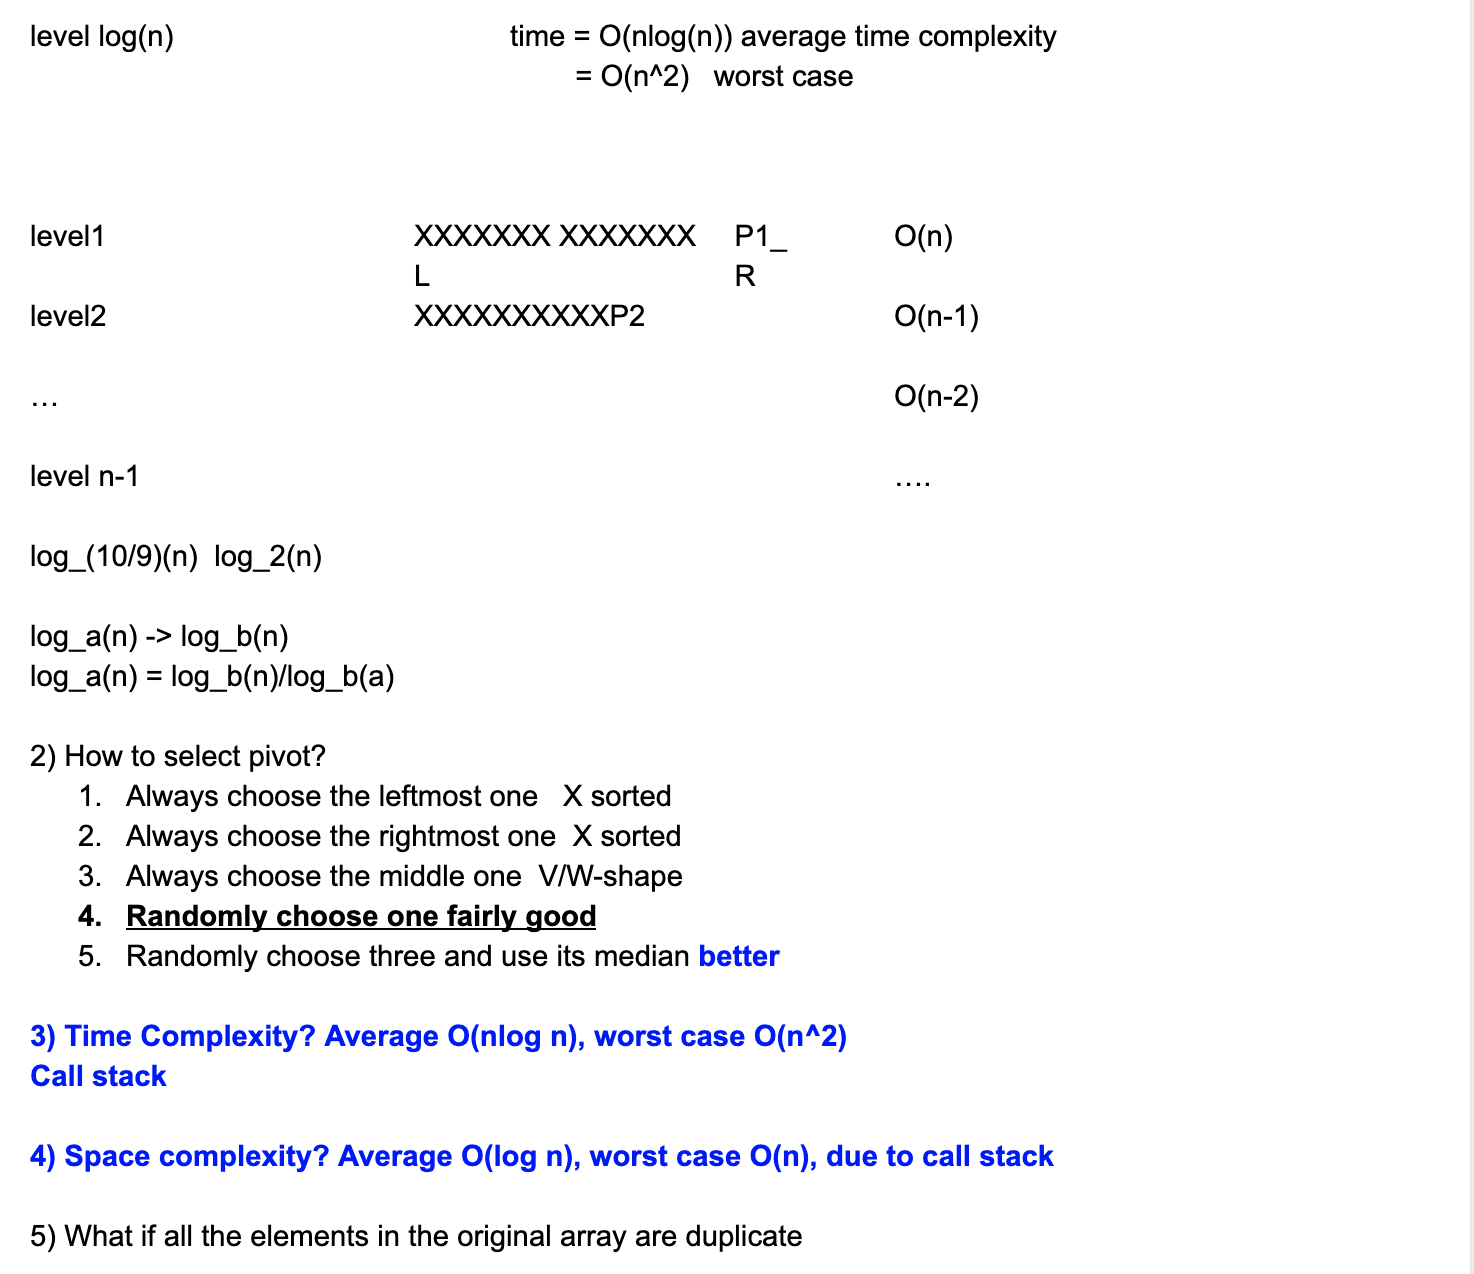 level log(n) time = O(nlog(n)) average time complexity
= O(n^2) worst case
level1 XXXXXXX XXXXXXX P1_ O(n)
L R
level2 XXXXXXXXXXP2 O(n-1)
… O(n-2)
level n-1 ….
log_(10/9)(n) log_2(n)
log_a(n) -> log_b(n)
log_a(n) = log_b(n)/log_b(a)
2) How to select pivot?
1. Always choose the leftmost one X sorted
2. Always choose the rightmost one X sorted
3. Always choose the middle one V/W-shape
4. Randomly choose one fairly good
5. Randomly choose three and use its median better
3) Time Complexity? Average O(nlog n), worst case O(n^2)
Call stack
4) Space complexity? Average O(log n), worst case O(n), due to call stack
5) What if all the elements in the original array are duplicate